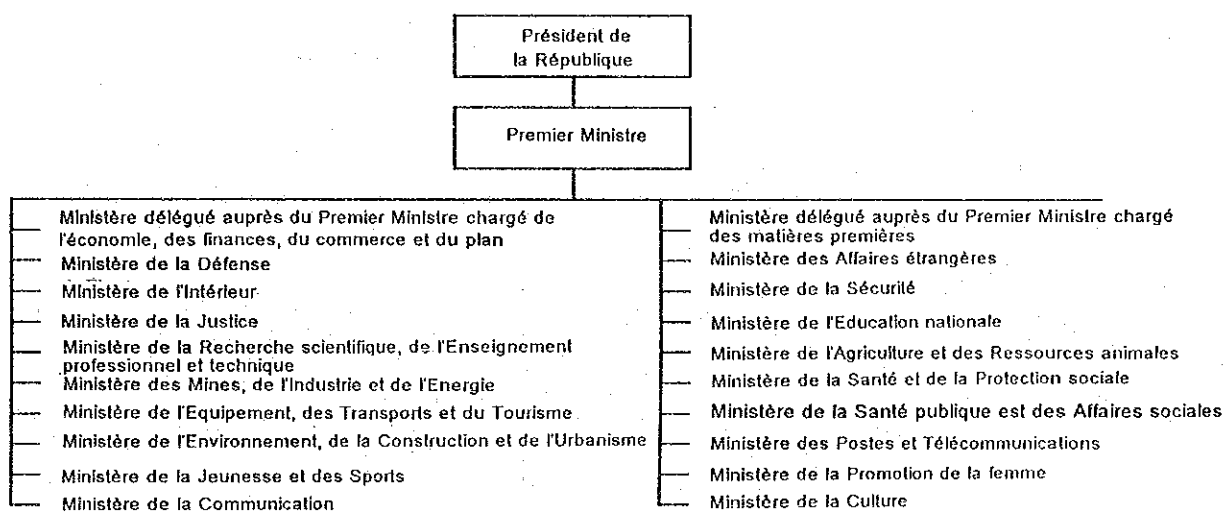 Président de
la République
Premier Ministre
Ministère délégué auprès du Premier Ministre chargé de
l'économie, des finances, du commerce et du plan
Ministère de la Défense
Ministère de l'Intérieur
Ministère de la Justice
Ministère de la Recherche scientifique, de l'Enseignement
professionnel et technique
Ministère des Mines, de l'Industrie et de l'Energie
Ministère de l'Equipement, des Transports et du Tourisme
Ministère de l'Environnement, de la Construction et de l'Urbanisme
Ministère de la Jeunesse et des Sports
Ministère de la Communication
Ministère délégué auprès du Premier Ministre chargé
des matières premières
Ministère des Affaires étrangères
Ministère de la Sécurité
Ministère de l'Education nationale
Ministère de l'Agriculture et des Ressources animales
Ministère de la Santé et de la Protection sociale
Ministère de la Santé publique est des Affaires sociales
Ministère des Postes et Télécommunications
Ministère de la Promotion de la femme
Ministère de la Culture